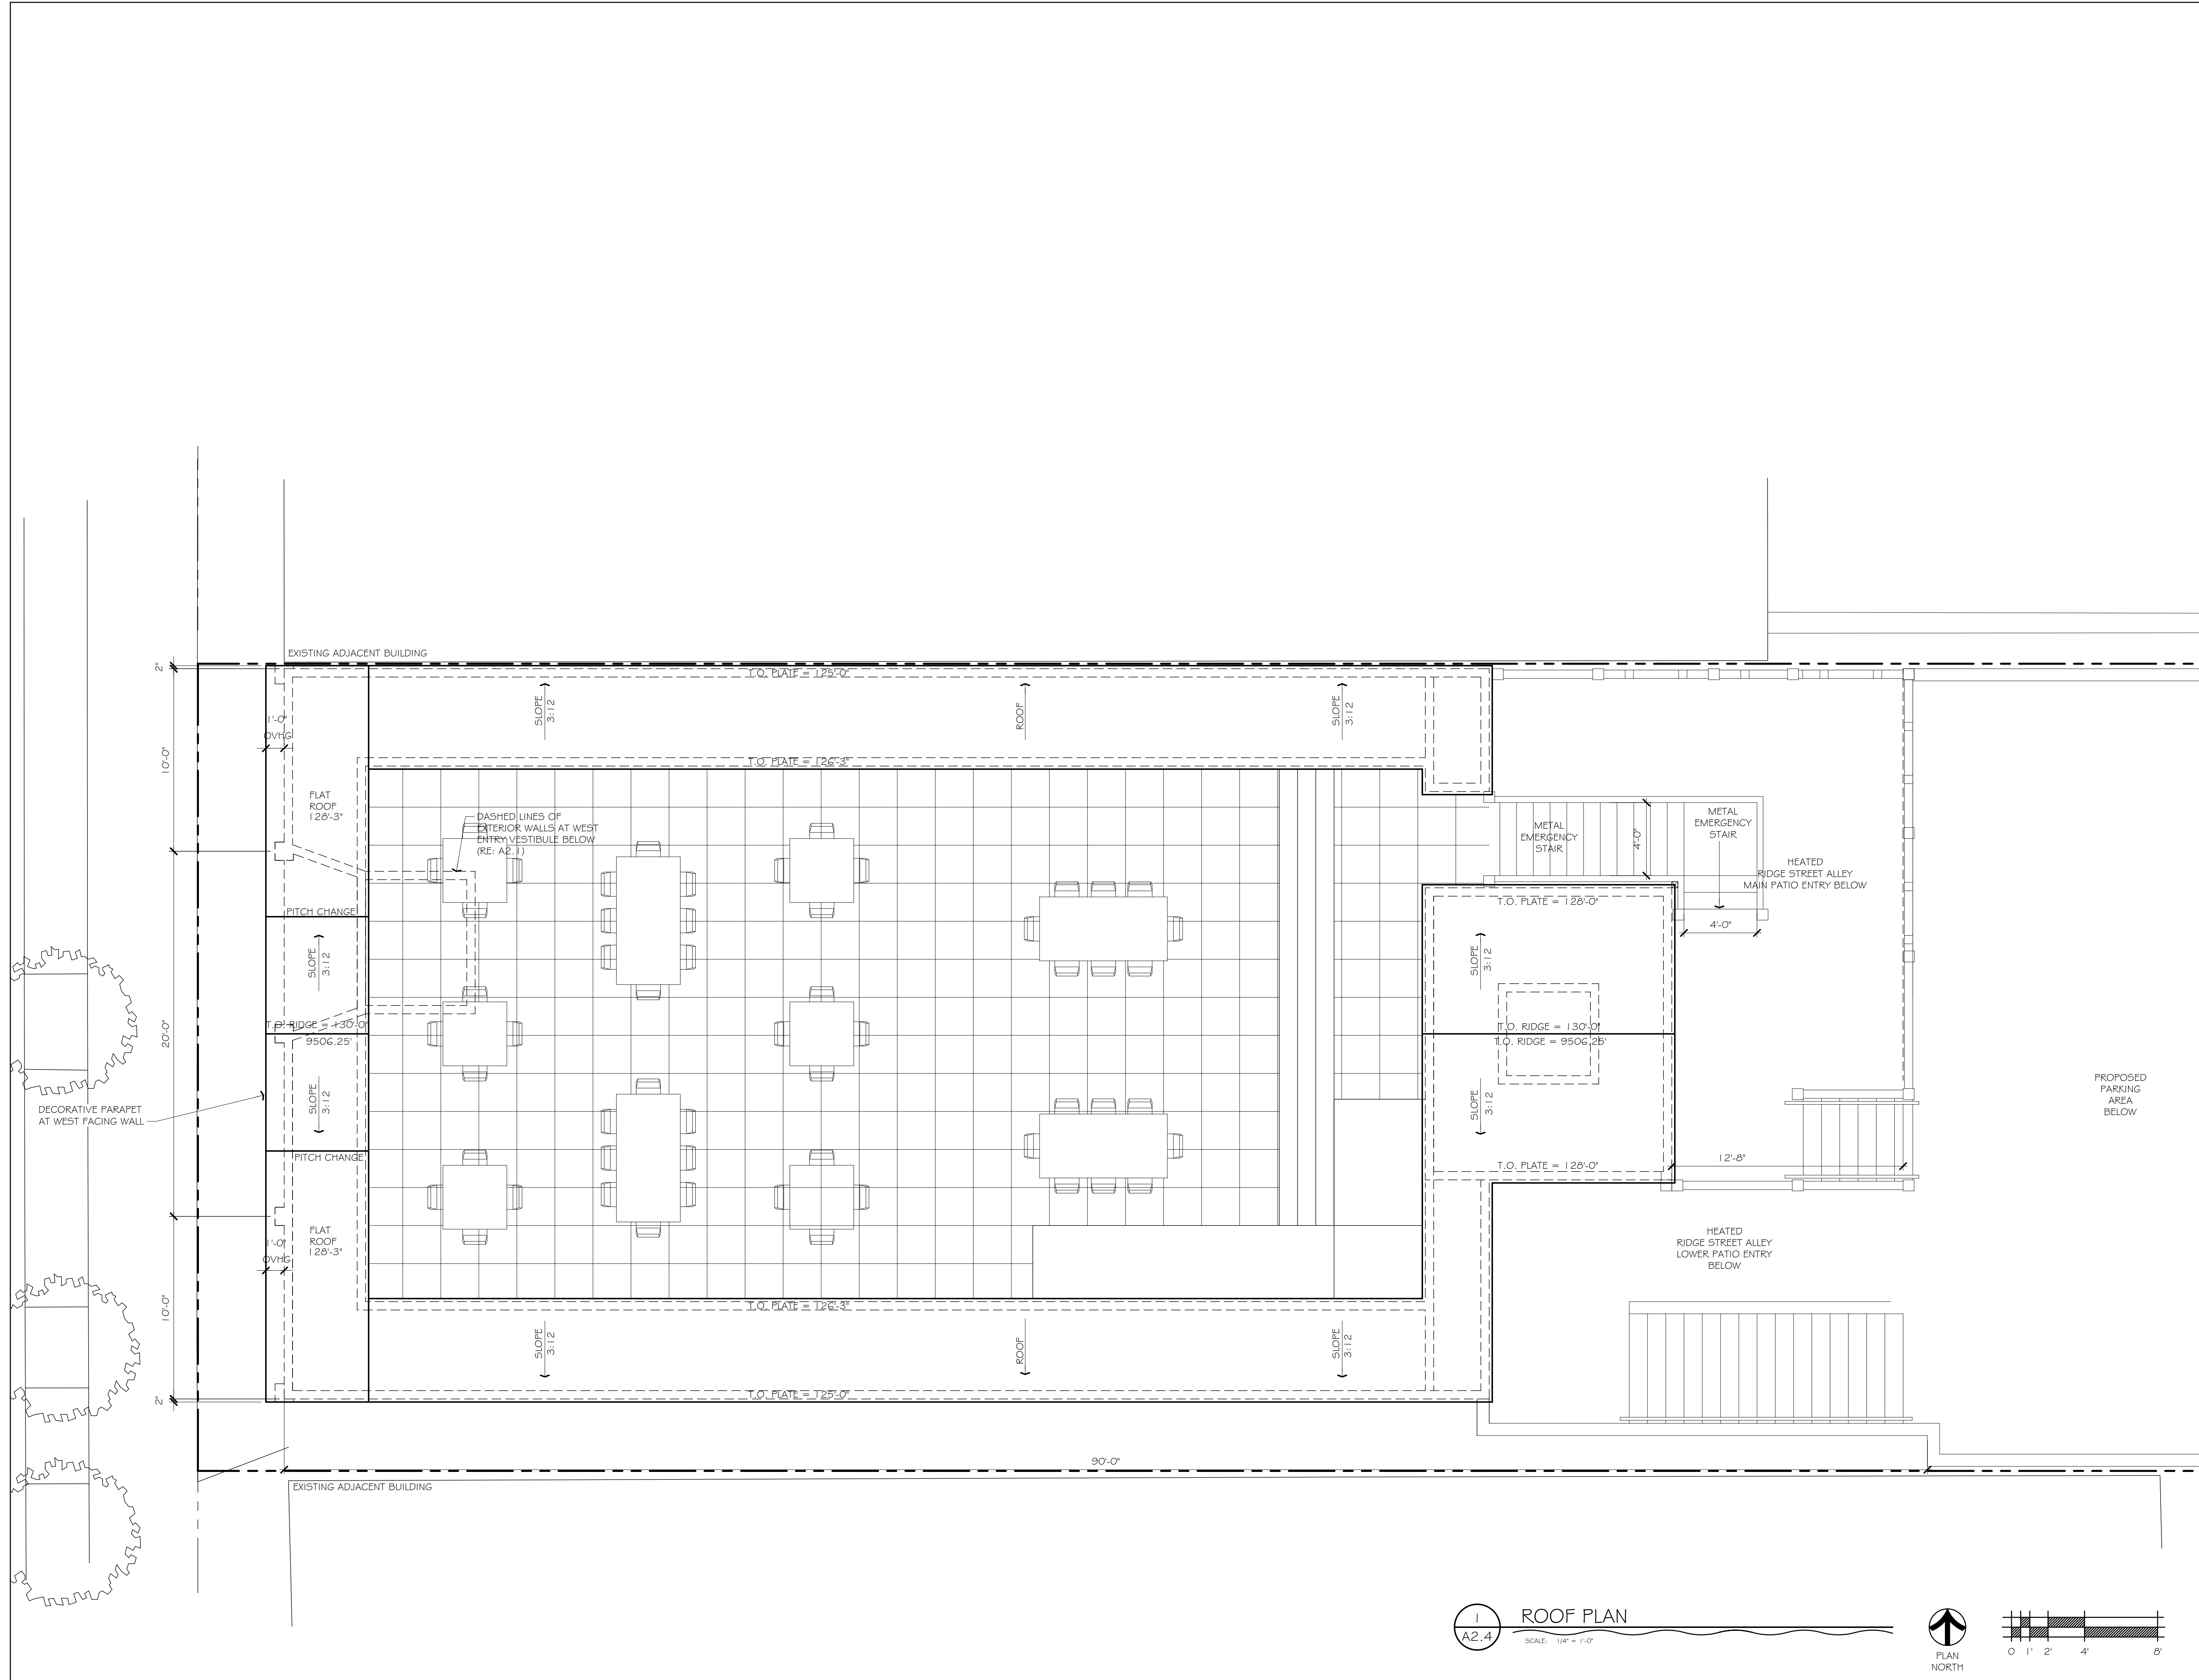 EXISTING ADJACENT BUILDING
2"
T.O. PLATE = 125'-0"
SLOPE
3:12
ROOF
SLOPE
3:12
1'-0"
OVHG
10'-0"
T.O. PLATE = 126'-3"
FLAT
ROOF
128'-3"
DASHED LINES OF
EXTERIOR WALLS AT WEST
ENTRY VESTIBULE BELOW
(RE: A2.1)
METAL
EMERGENCY
STAIR
4'-0"
METAL
EMERGENCY
STAIR
HEATED
RIDGE STREET ALLEY
MAIN PATIO ENTRY BELOW
PITCH CHANGE
T.O. PLATE = 128'-0"
4'-0"
SLOPE
3:12
SLOPE
3:12
20'-0"
T.O. RIDGE = 130'-0"
9506.25'
T.O. RIDGE = 130'-0"
T.O. RIDGE = 9506.25'
SLOPE
3:12
SLOPE
3:12
DECORATIVE PARAPET
AT WEST FACING WALL
PROPOSED
PARKING
AREA
BELOW
PITCH CHANGE
T.O. PLATE = 128'-0"
12'-8"
FLAT
ROOF
128'-3"
1'-0"
OVHG
HEATED
RIDGE STREET ALLEY
LOWER PATIO ENTRY
BELOW
10'-0"
T.O. PLATE = 126'-3"
SLOPE
3:12
ROOF
SLOPE
3:12
2"
T.O. PLATE = 125'-0"
90'-0"
EXISTING ADJACENT BUILDING
1
A2.4
ROOF PLAN
SCALE: 1/4" = 1'-0"
PLAN
NORTH
0 1' 2' 4' 8'